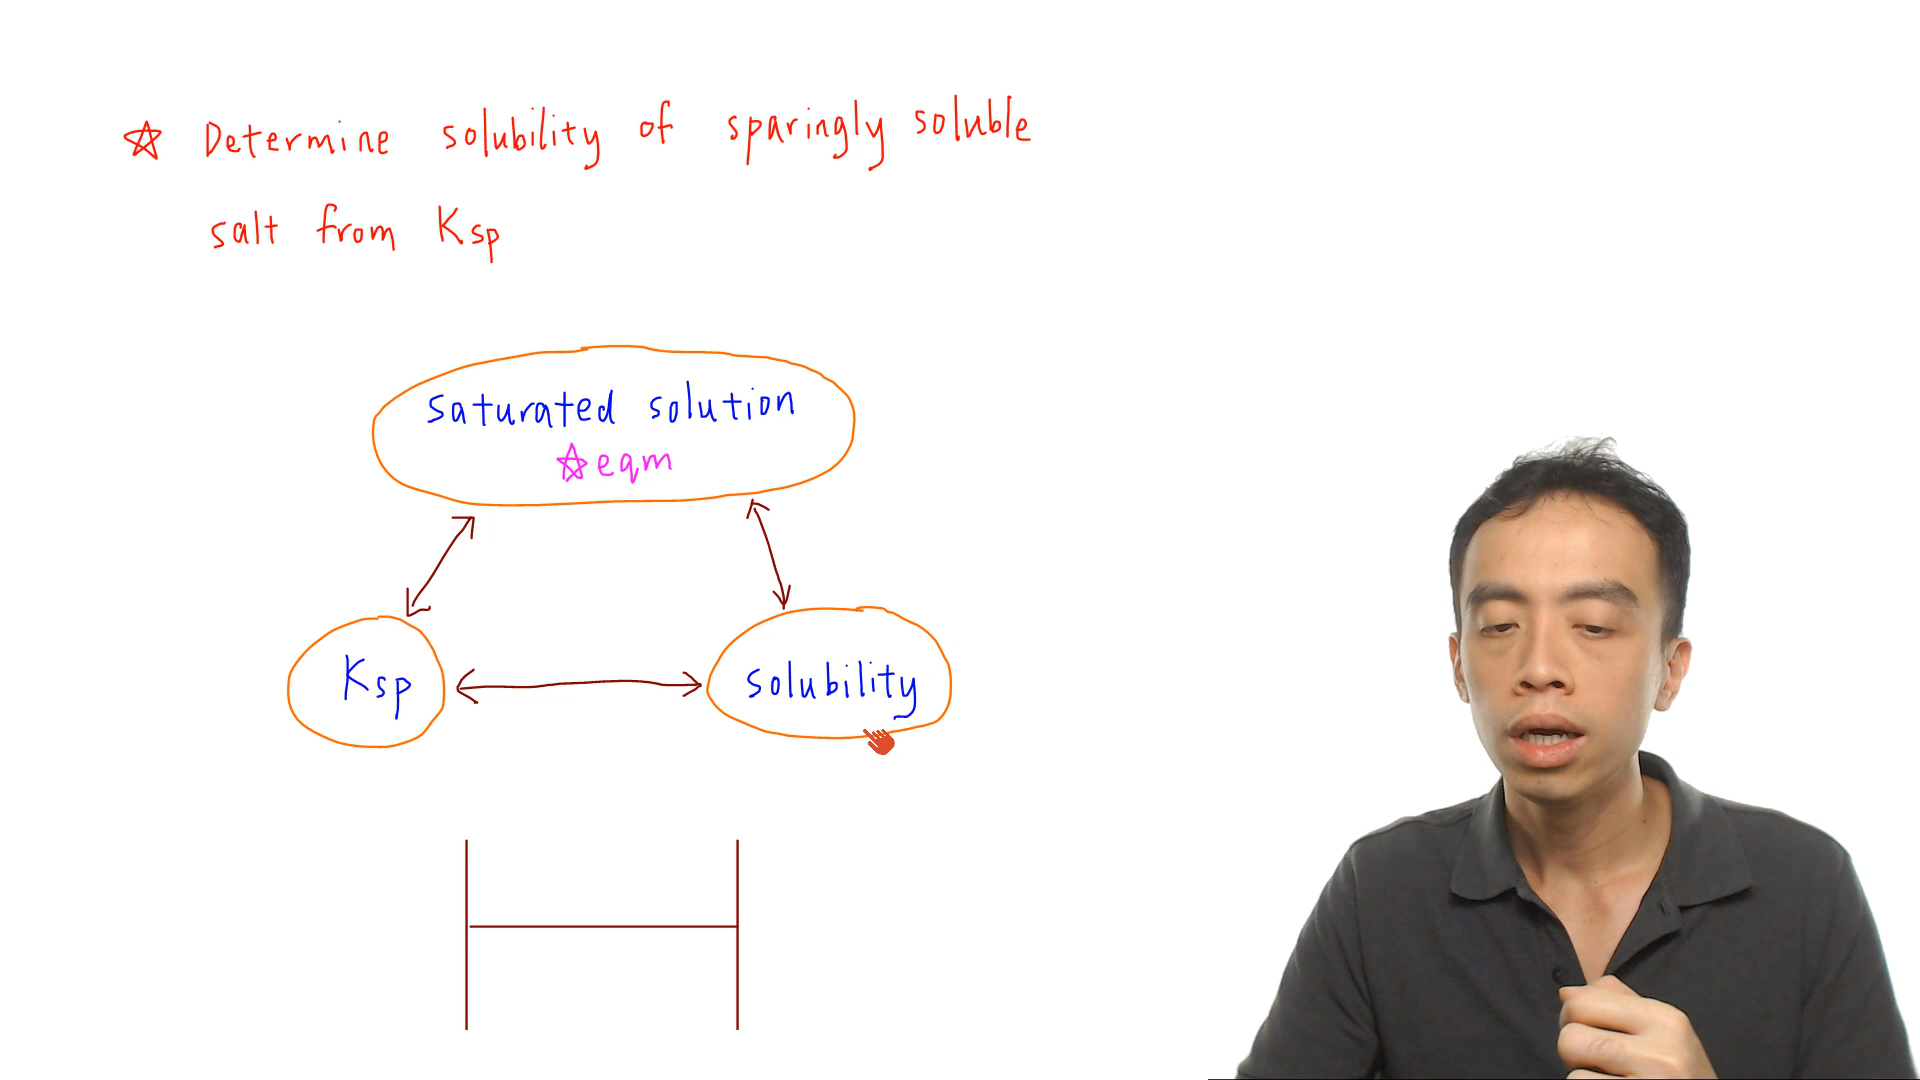 ☆ Determine solubility of sparingly soluble
salt from Ksp
saturated solution
☆ eqm
Ksp
solubility